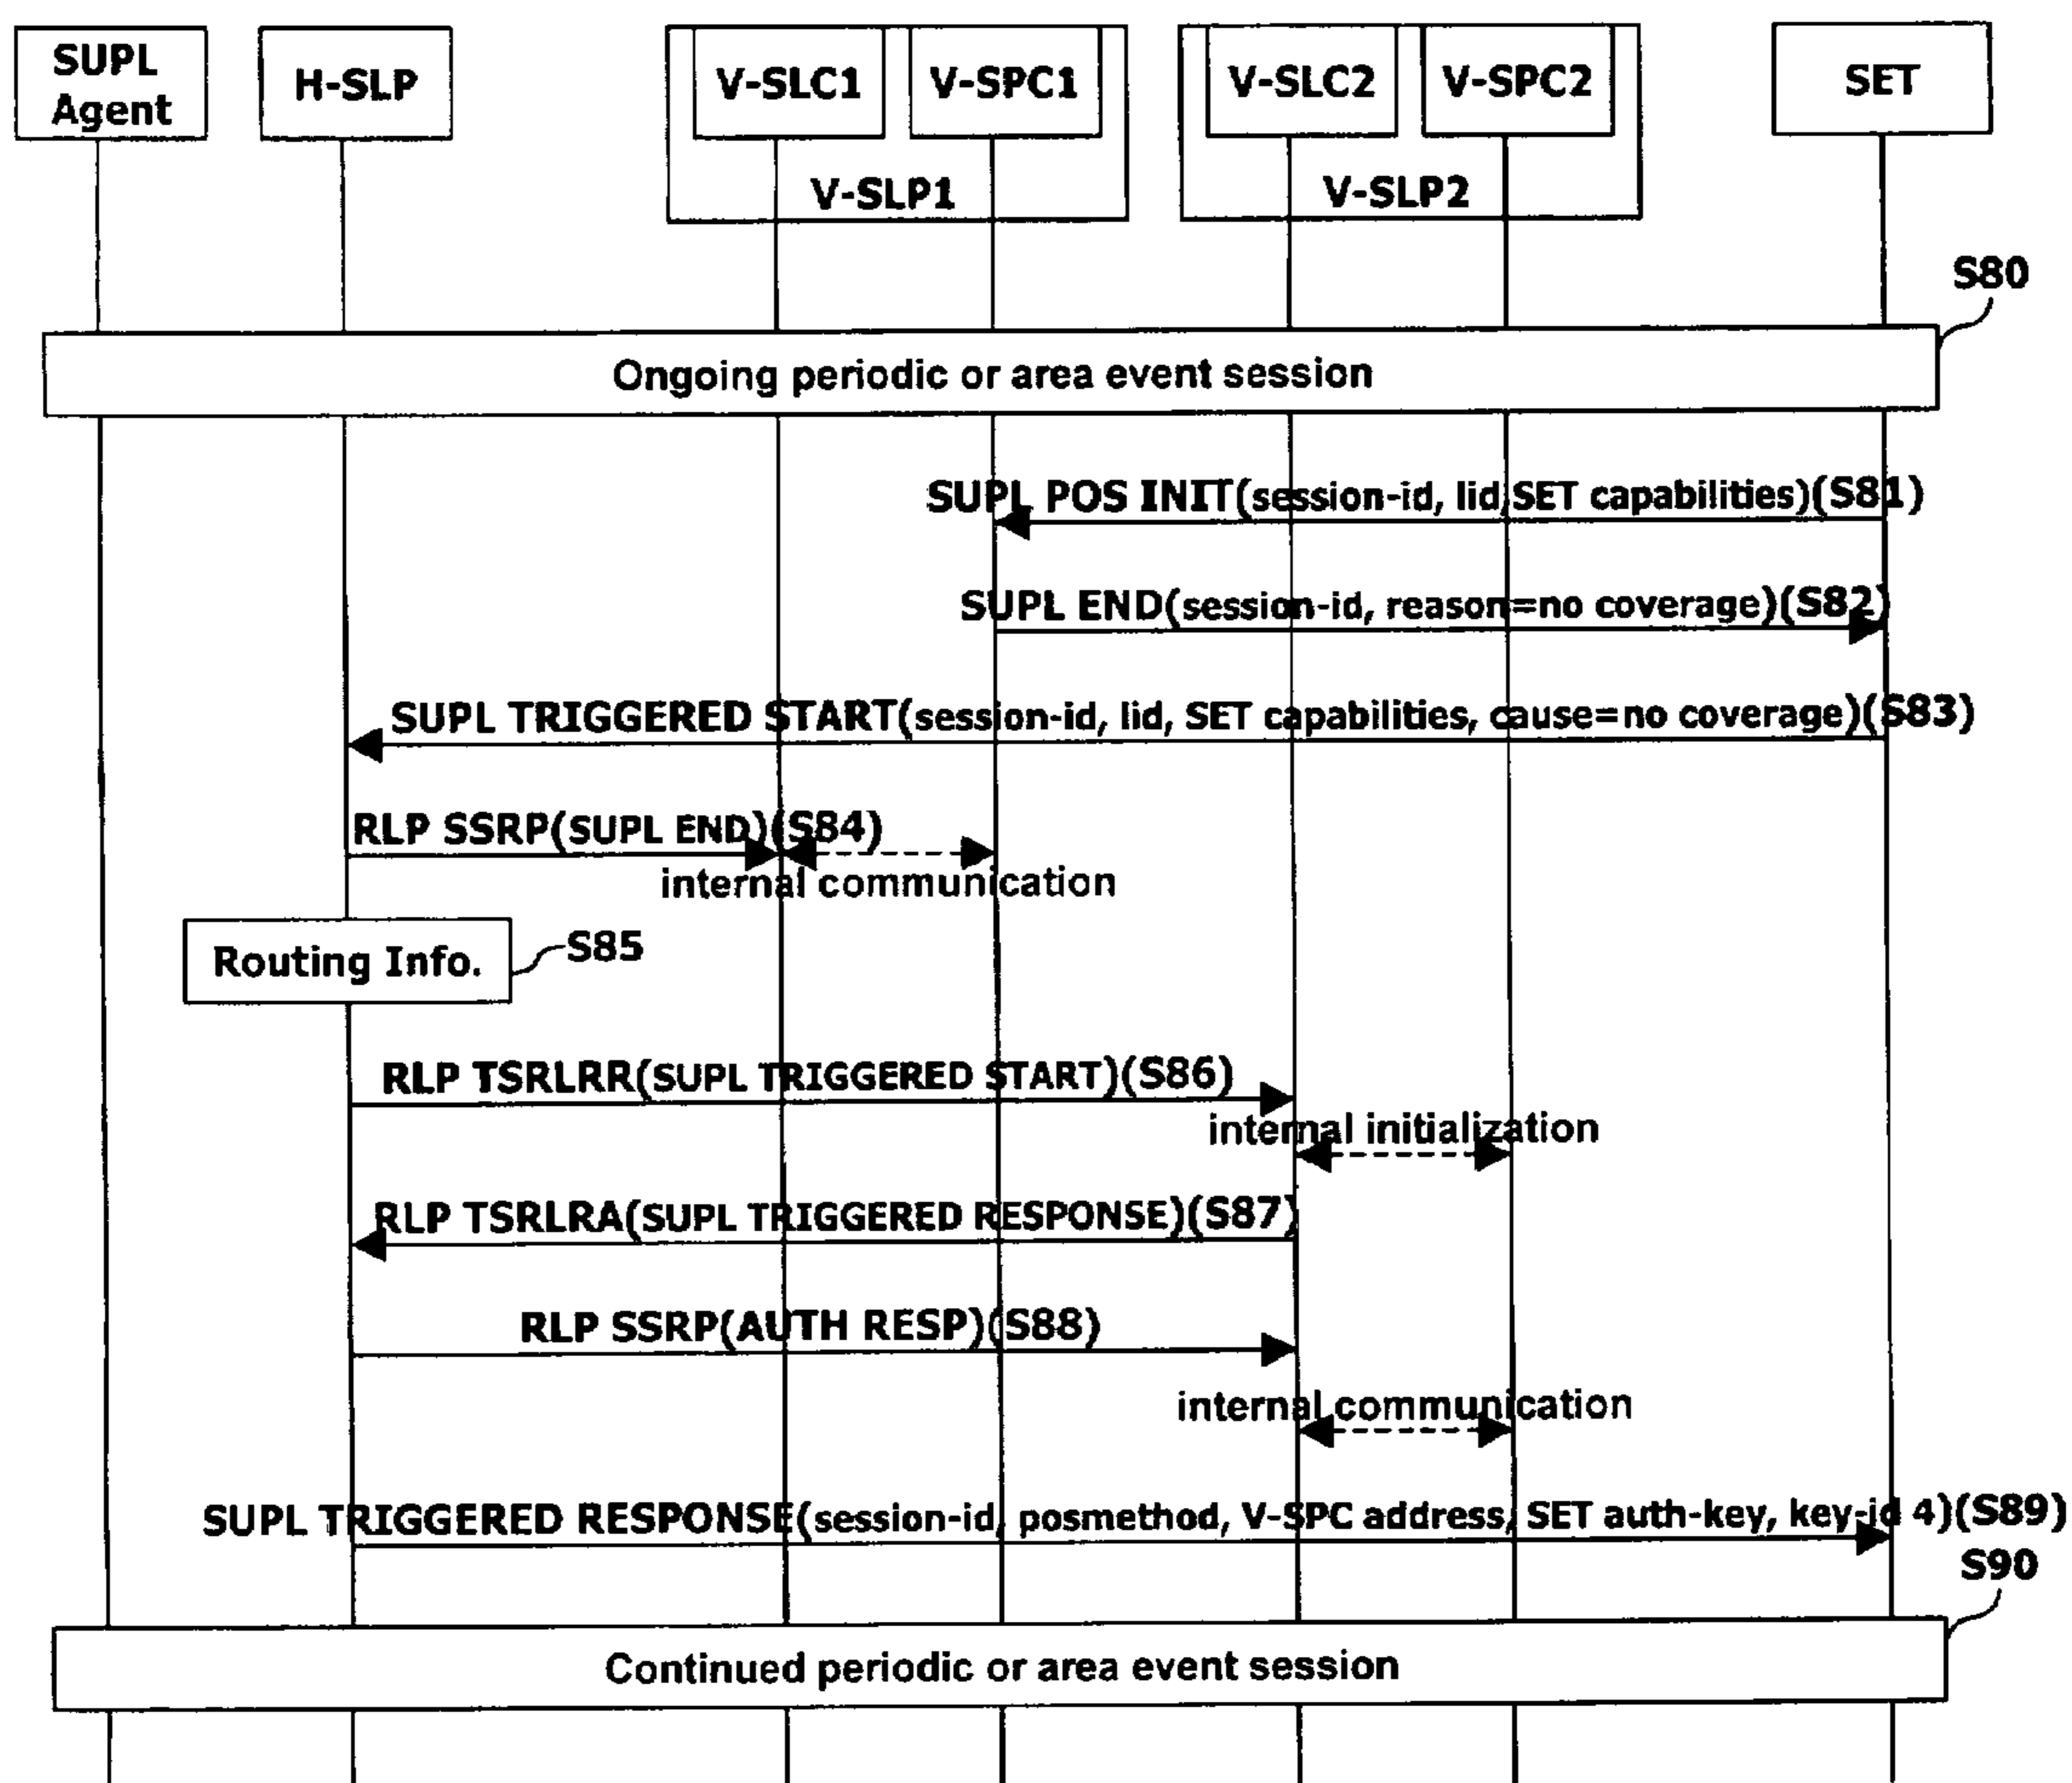 SUPL
Agent
H-SLP
V-SLC1
V-SPC1
V-SLP1
V-SLC2
V-SPC2
V-SLP2
SET
S80
Ongoing periodic or area event session
SUPL POS INIT(session-id, lid,SET capabilities)(S81)
SUPL END(session-id, reason=no coverage)(S82)
SUPL TRIGGERED START(session-id, lid, SET capabilities, cause=no coverage)(S83)
RLP SSRP(SUPL END)(S84)
internal communication
Routing Info.
S85
RLP TSRLRR(SUPL TRIGGERED START)(S86)
internal initialization
RLP TSRLRA(SUPL TRIGGERED RESPONSE)(S87)
RLP SSRP(AUTH RESP)(S88)
internal communication
SUPL TRIGGERED RESPONSE(session-id, posmethod, V-SPC address, SET auth-key, key-id 4)(S89)
S90
Continued periodic or area event session